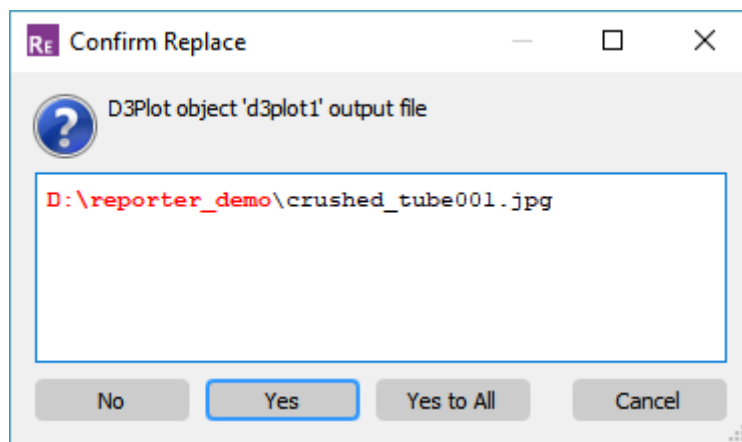 RE Confirm Replace
D3Plot object 'd3plot1' output file
D:\reporter_demo\crushed_tube001.jpg
No Yes Yes to All Cancel